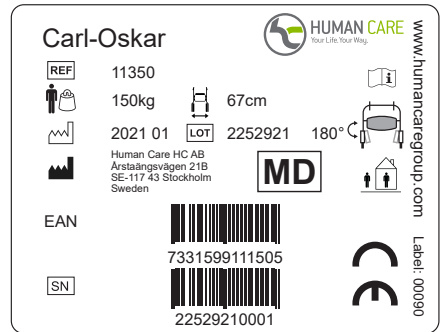 Carl-Oskar
HUMAN CARE
Your Life. Your Way.
www.humancaregroup.com
REF 11350
150kg 67cm
2021 01 LOT 2252921 180°
Human Care HC AB
Årstaängsvägen 21B
SE-117 43 Stockholm
Sweden
MD
EAN
7331599111505
SN
22529210001
CE
Label: 00090